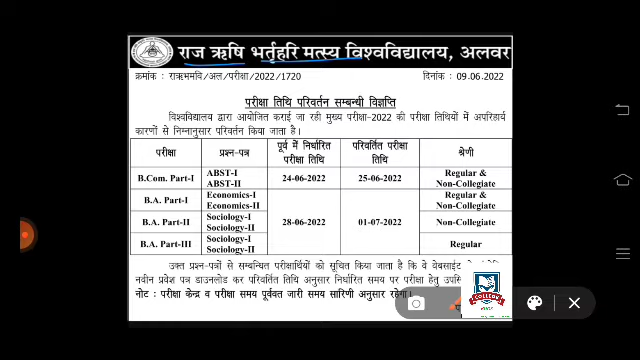 राज ऋषि भर्तृहरि मत्स्य विश्वविद्यालय, अलवर
क्रमांक : राऋभमवि/अल/परीक्षा/2022/1720 दिनांक : 09.06.2022
परीक्षा तिथि परिवर्तन सम्बन्धी विज्ञप्ति
विश्वविद्यालय द्वारा आयोजित कराई जा रही मुख्य परीक्षा-2022 की परीक्षा तिथियों में अपरिहार्य
कारणों से निम्नानुसार परिवर्तन किया जाता है।
परीक्षा प्रश्न-पत्र पूर्व में निर्धारित परीक्षा तिथि परिवर्तित परीक्षा तिथि श्रेणी
B.Com. Part-I ABST-I ABST-II 24-06-2022 25-06-2022 Regular & Non-Collegiate
B.A. Part-I Economics-I Economics-II 28-06-2022 01-07-2022 Regular & Non-Collegiate
B.A. Part-II Sociology-I Sociology-II Non-Collegiate
B.A. Part-III Sociology-I Sociology-II Regular
उक्त प्रश्न-पत्रों से सम्बन्धित परीक्षार्थियों को सूचित किया जाता है कि वे वेबसाईट
नवीन प्रवेश पत्र डाउनलोड कर परिवर्तित तिथि अनुसार निर्धारित समय पर परीक्षा हेतु
नोट : परीक्षा केन्द्र व परीक्षा समय पूर्ववत जारी समय सारिणी अनुसार रहेगा।
COLLCON